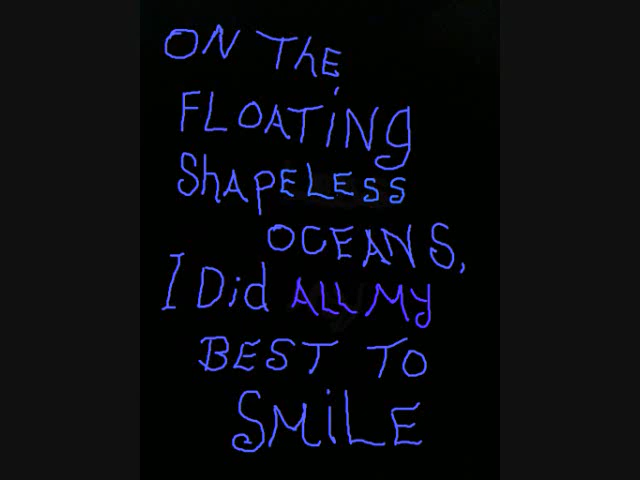 ON ThE
FLOATiNg
ShAPELESS
OCEANS,
I Did ALL MY
BEST TO
SMiLE